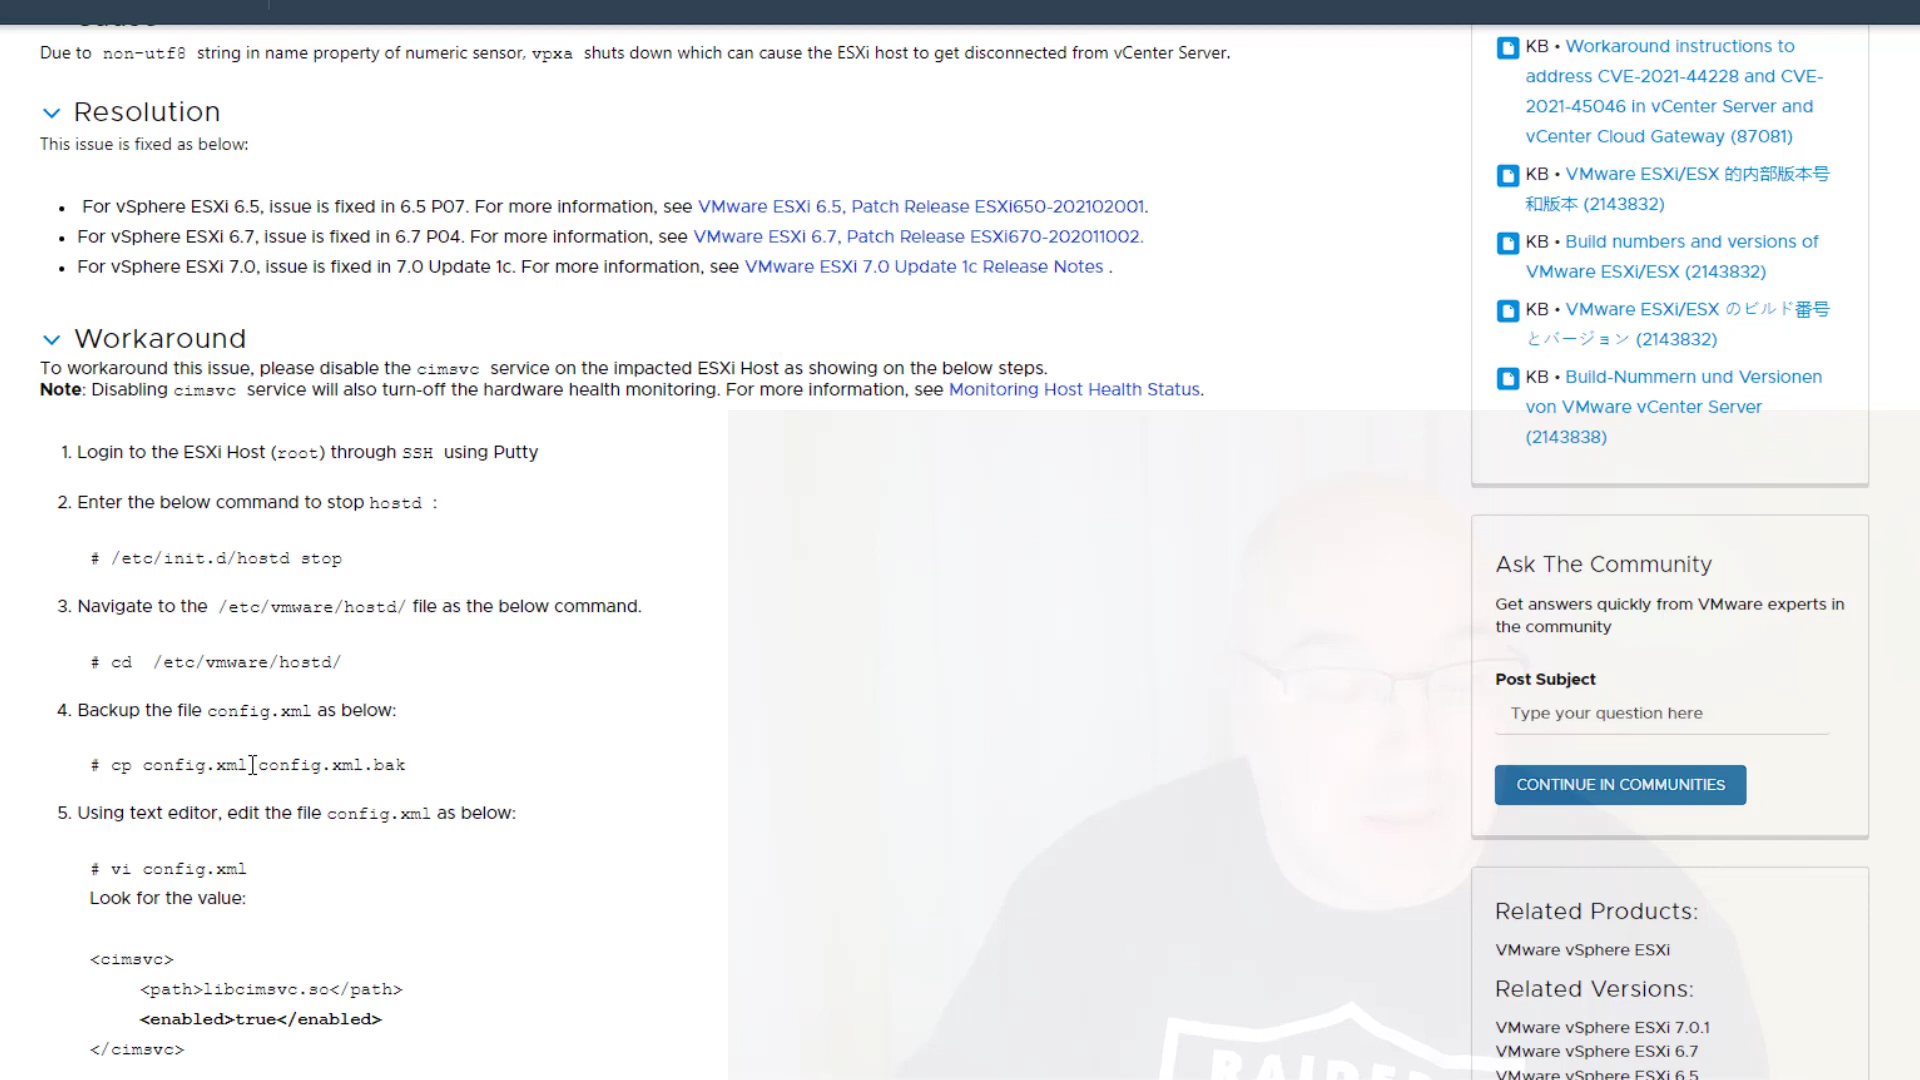 Due to non-utf8 string in name property of numeric sensor, vpxa shuts down which can cause the ESXi host to get disconnected from vCenter Server.
Resolution
This issue is fixed as below:
• For vSphere ESXi 6.5, issue is fixed in 6.5 P07. For more information, see VMware ESXi 6.5, Patch Release ESXi650-202102001.
• For vSphere ESXi 6.7, issue is fixed in 6.7 P04. For more information, see VMware ESXi 6.7, Patch Release ESXi670-202011002.
• For vSphere ESXi 7.0, issue is fixed in 7.0 Update 1c. For more information, see VMware ESXi 7.0 Update 1c Release Notes .
Workaround
To workaround this issue, please disable the cimsvc service on the impacted ESXi Host as showing on the below steps.
Note: Disabling cimsvc service will also turn-off the hardware health monitoring. For more information, see Monitoring Host Health Status.
1. Login to the ESXi Host (root) through SSH using Putty
2. Enter the below command to stop hostd :
# /etc/init.d/hostd stop
3. Navigate to the /etc/vmware/hostd/ file as the below command.
# cd /etc/vmware/hostd/
4. Backup the file config.xml as below:
# cp config.xml config.xml.bak
5. Using text editor, edit the file config.xml as below:
# vi config.xml
Look for the value:
<cimsvc>
<path>libcimsvc.so</path>
<enabled>true</enabled>
</cimsvc>
KB • Workaround instructions to
address CVE-2021-44228 and CVE-
2021-45046 in vCenter Server and
vCenter Cloud Gateway (87081)
KB • VMware ESXi/ESX 的内部版本号
和版本 (2143832)
KB • Build numbers and versions of
VMware ESXi/ESX (2143832)
KB • VMware ESXi/ESX のビルド番号
とバージョン (2143832)
KB • Build-Nummern und Versionen
von VMware vCenter Server
(2143838)
Ask The Community
Get answers quickly from VMware experts in
the community
Post Subject
Type your question here
CONTINUE IN COMMUNITIES
Related Products:
VMware vSphere ESXi
Related Versions:
VMware vSphere ESXi 7.0.1
VMware vSphere ESXi 6.7
VMware vSphere ESXi 6.5